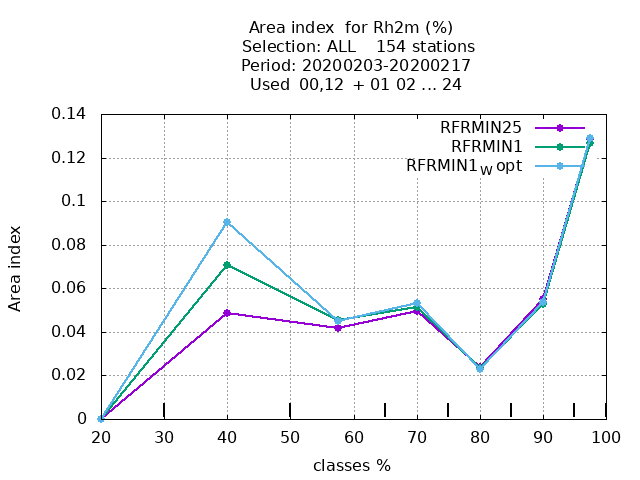 Area index  for Rh2m (%)
Selection: ALL    154 stations
Period: 20200203-20200217
Used  00,12  + 01 02 ... 24
RFRMIN25
RFRMIN1
RFRMIN1W opt
0.14
0.12
0.1
0.08
0.06
0.04
0.02
0
Area index
20 30 40 50 60 70 80 90 100
classes %